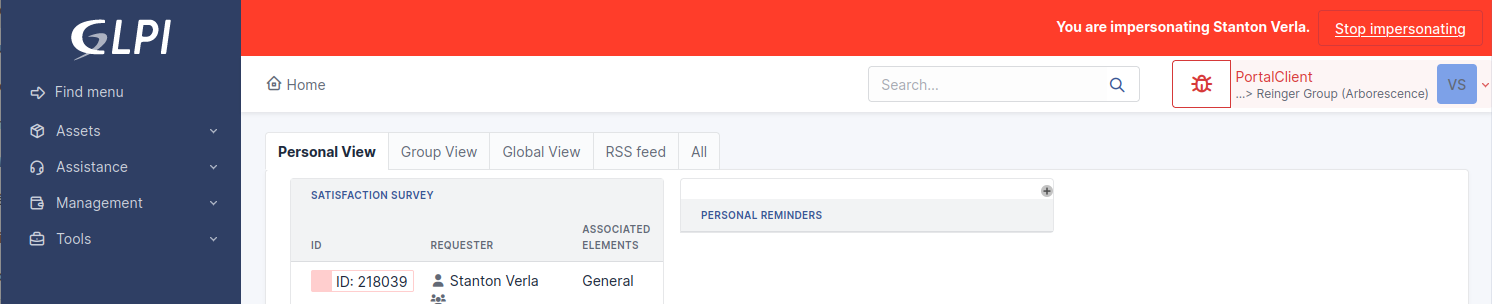 GLPI
You are impersonating Stanton Verla. Stop impersonating
Find menu
Assets
Assistance
Management
Tools
Home
Search...
PortalClient
...> Reinger Group (Arborescence)
VS
Personal View Group View Global View RSS feed All
SATISFACTION SURVEY
ID REQUESTER ASSOCIATED ELEMENTS
ID: 218039 Stanton Verla General
PERSONAL REMINDERS